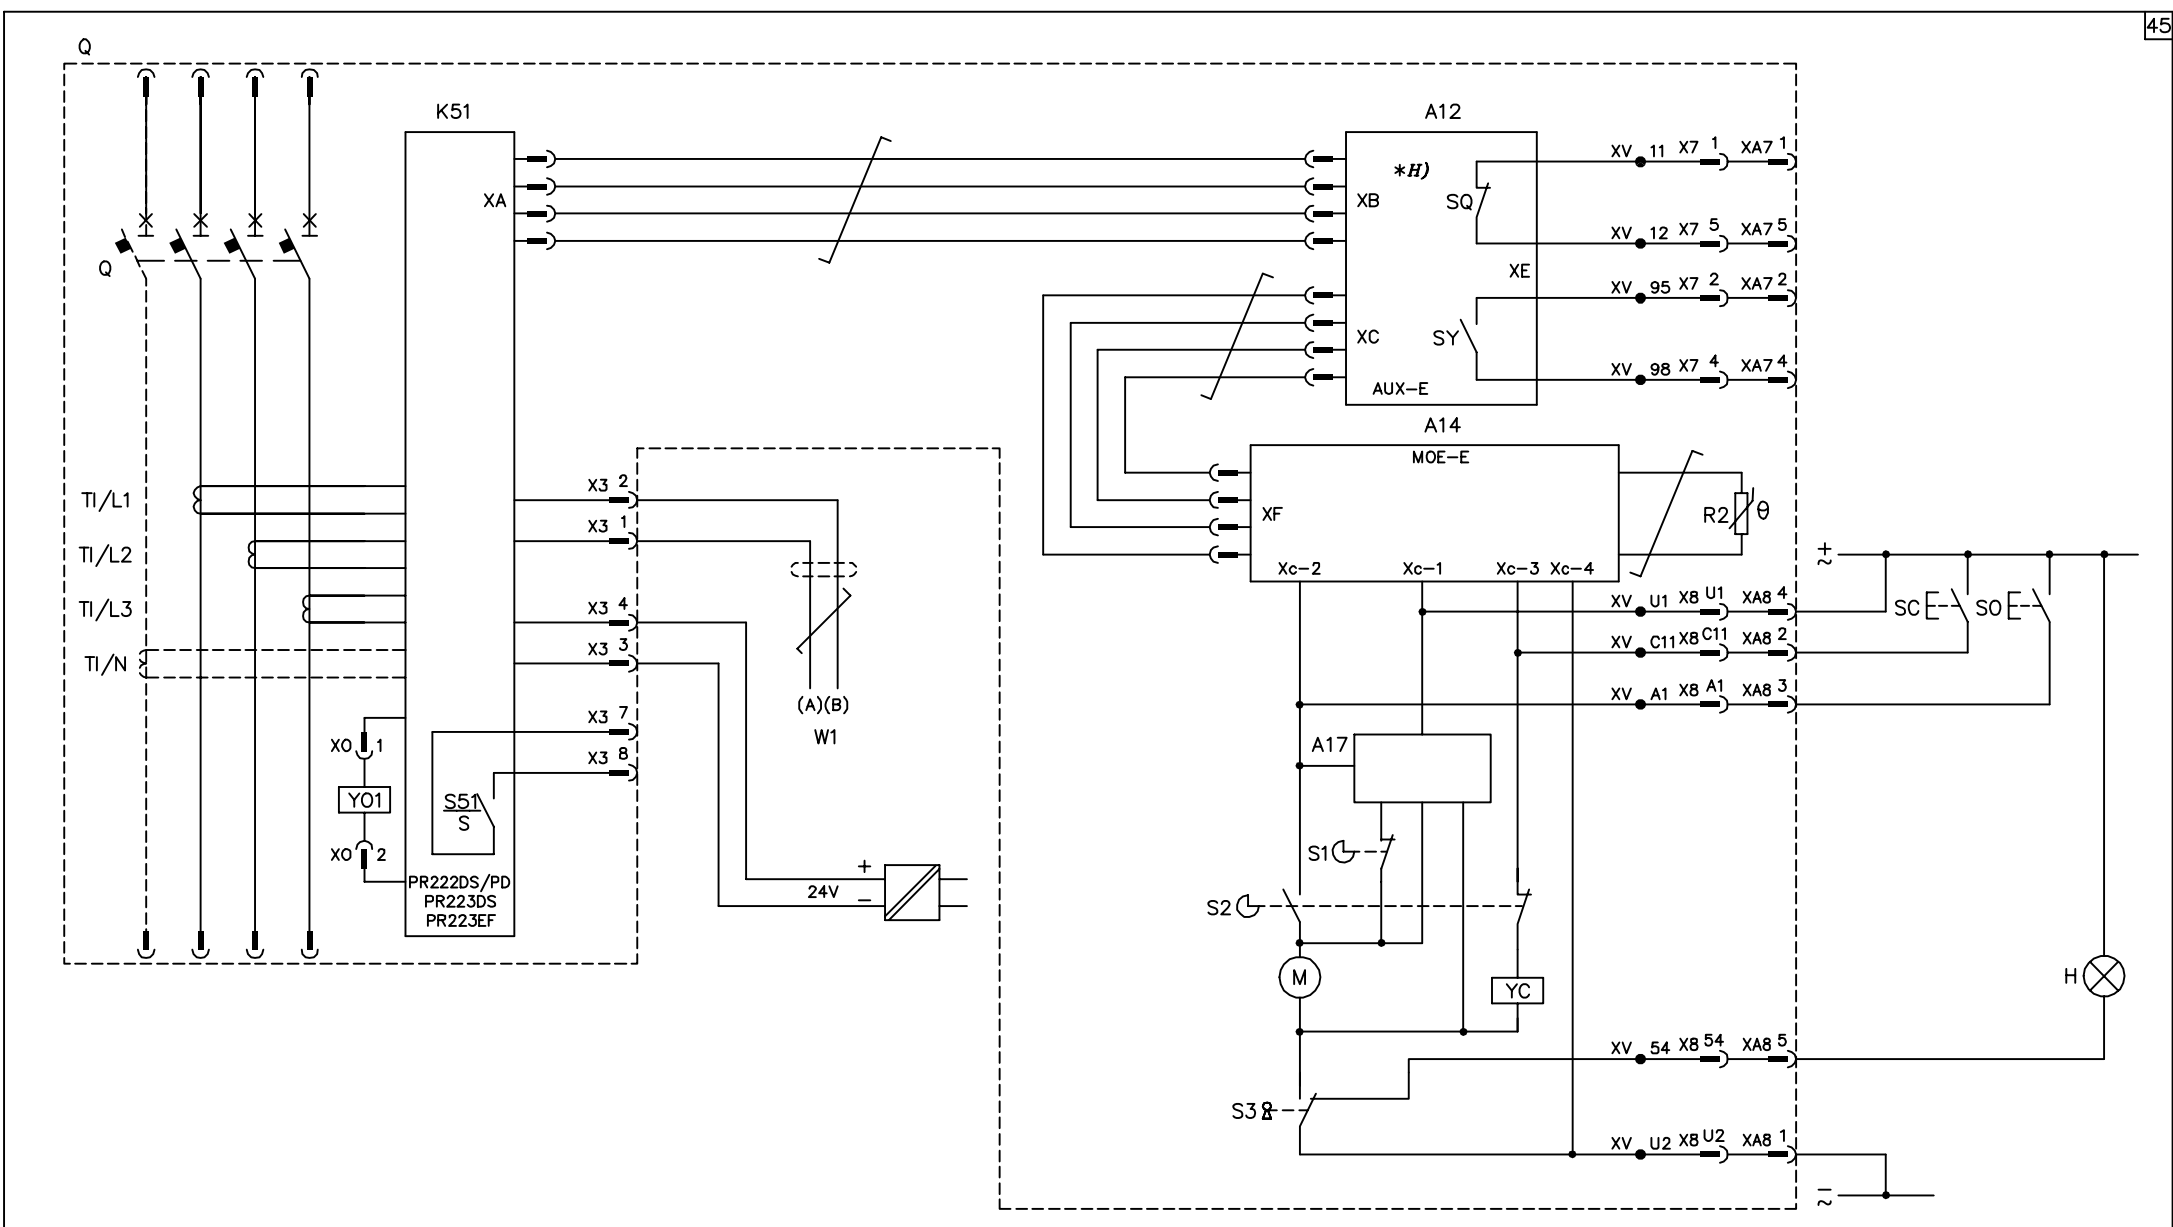 45
Q
K51
A12
XA
*H)
XB
SQ
XE
XC
SY
AUX-E
XV 11 X7 1 XA7 1
XV 12 X7 5 XA7 5
XV 95 X7 2 XA7 2
XV 98 X7 4 XA7 4
Q
A14
MOE-E
XF
R2 θ
Xc-2 Xc-1 Xc-3 Xc-4
TI/L1
TI/L2
TI/L3
TI/N
X3 2
X3 1
X3 4
X3 3
X3 7
X3 8
(A)(B)
W1
X0 1
YO1
X0 2
S51
S
PR222DS/PD
PR223DS
PR223EF
+
24V
−
+
~
XV U1 X8 U1 XA8 4
XV C11 X8 C11 XA8 2
XV A1 X8 A1 XA8 3
SC SO
A17
S1
S2
M
YC
H
XV 54 X8 54 XA8 5
S3
XV U2 X8 U2 XA8 1
−
~